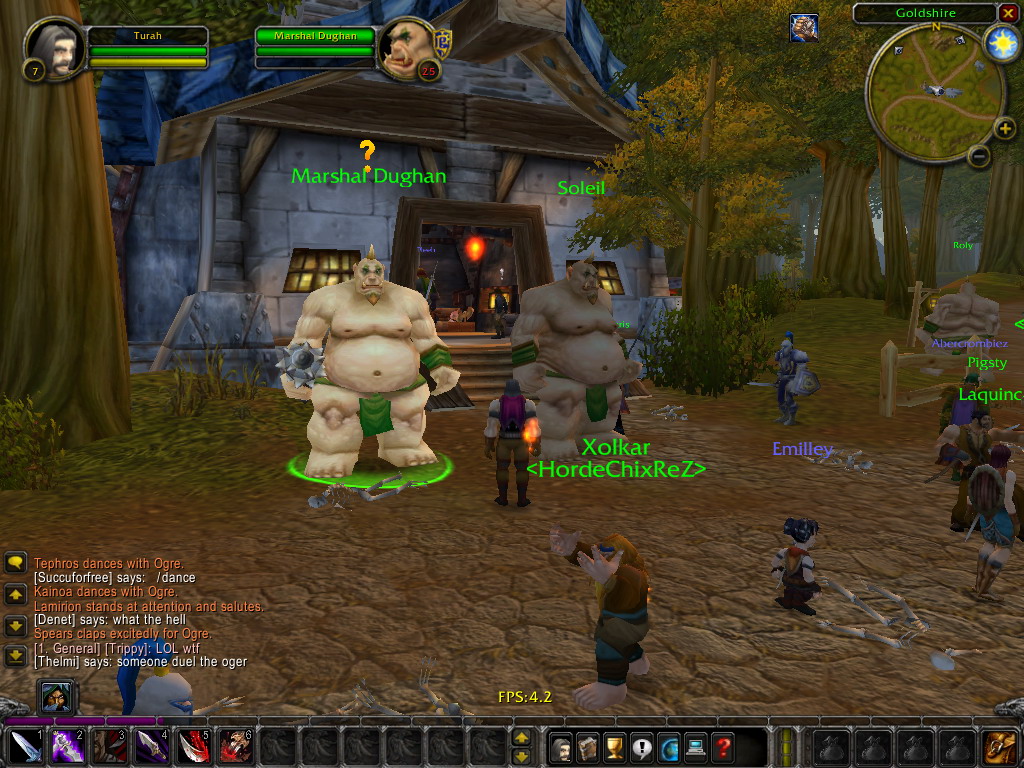 Turah
7
Marshal Dughan
25
Goldshire
N
?
Marshal Dughan
Soleil
Roly
Abercromblez
Pigsty
Laquinc
Xolkar
<HordeChixReZ>
Emilley
Tephros dances with Ogre.
[Succuforfree] says: /dance
Kainoa dances with Ogre.
Lamirion stands at attention and salutes.
[Denet] says: what the hell
Spears claps excitedly for Ogre.
[1. General] [Trippy]: LOL wtf
[Thelmi] says: someone duel the oger
FPS:4.2
1 2 3 4 5 6
! ?